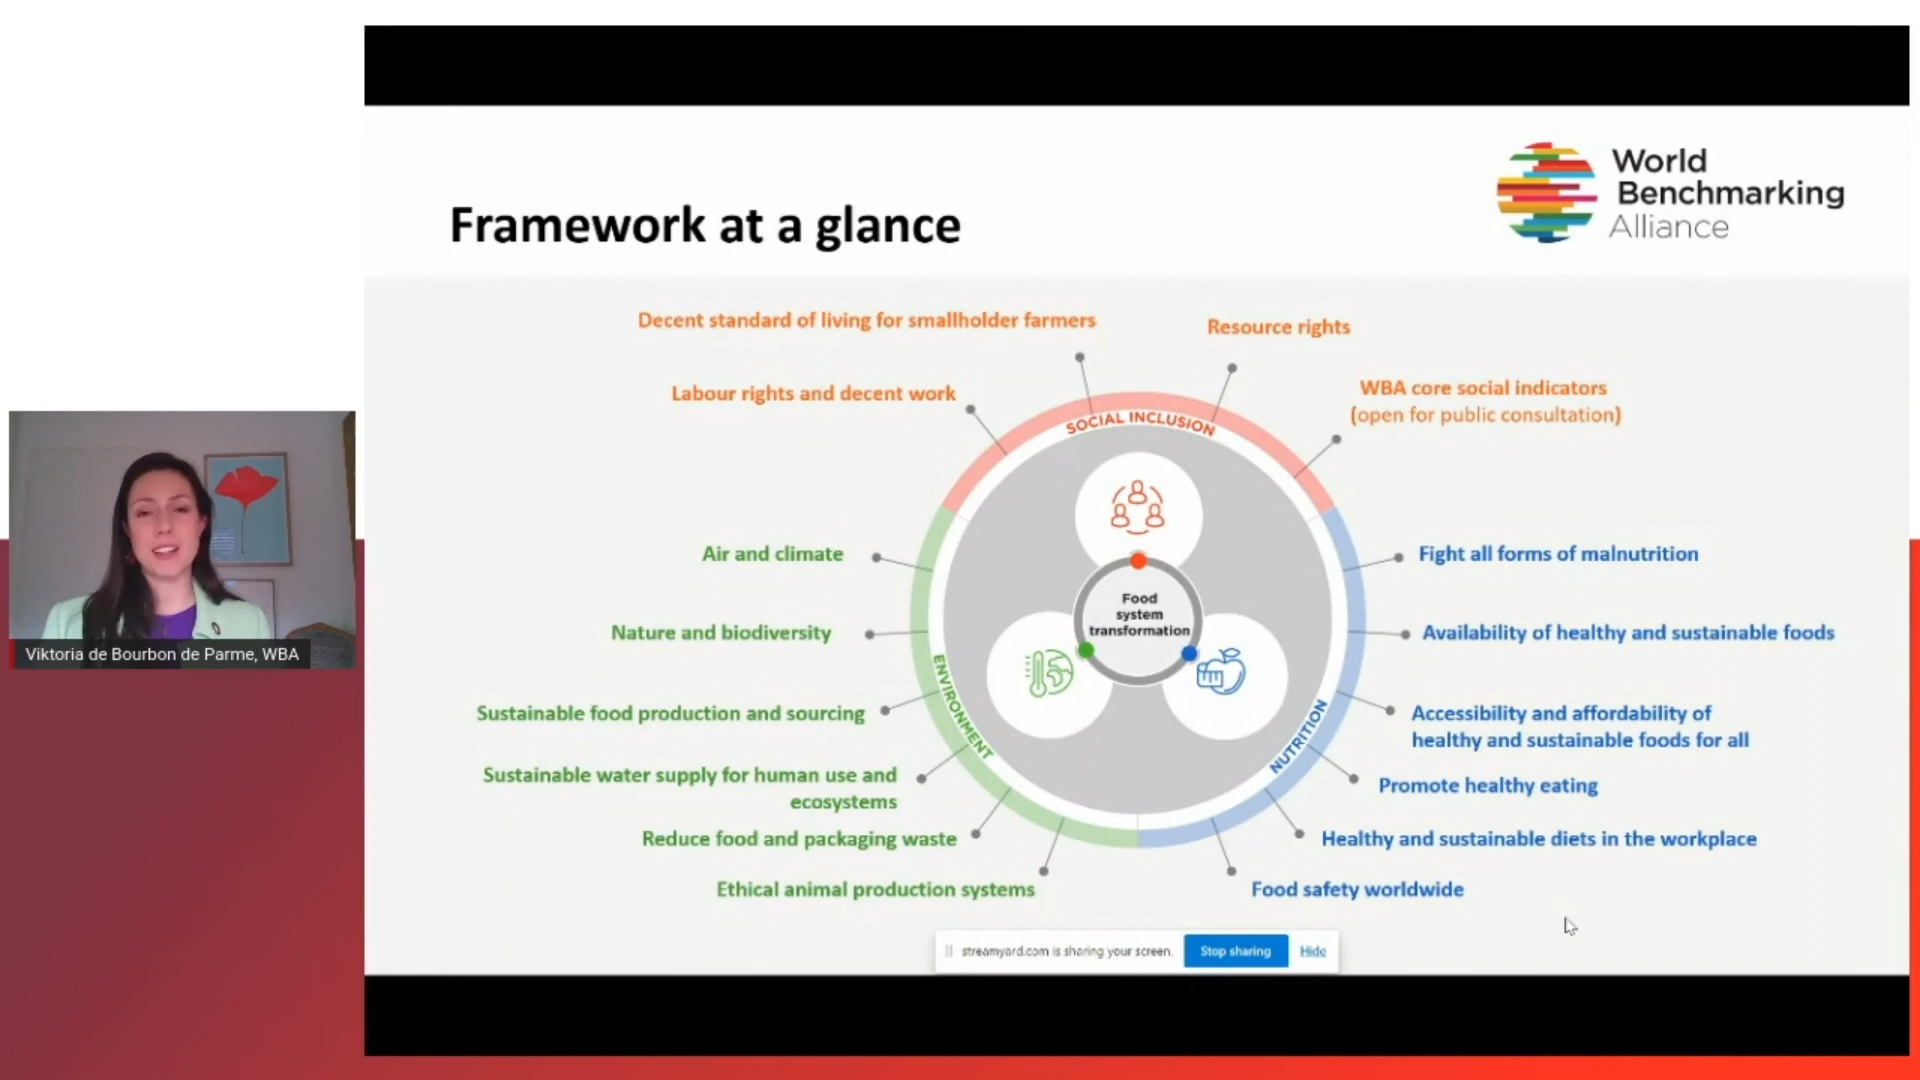 World
Benchmarking
Alliance
Framework at a glance
Decent standard of living for smallholder farmers
Resource rights
Labour rights and decent work
WBA core social indicators
(open for public consultation)
SOCIAL INCLUSION
Air and climate
Fight all forms of malnutrition
Food
system
transformation
Nature and biodiversity
Availability of healthy and sustainable foods
Viktoria de Bourbon de Parme, WBA
ENVIRONMENT
NUTRITION
Sustainable food production and sourcing
Accessibility and affordability of
healthy and sustainable foods for all
Sustainable water supply for human use and
ecosystems
Promote healthy eating
Reduce food and packaging waste
Healthy and sustainable diets in the workplace
Ethical animal production systems
Food safety worldwide
streamyard.com is sharing your screen.
Stop sharing
Hide